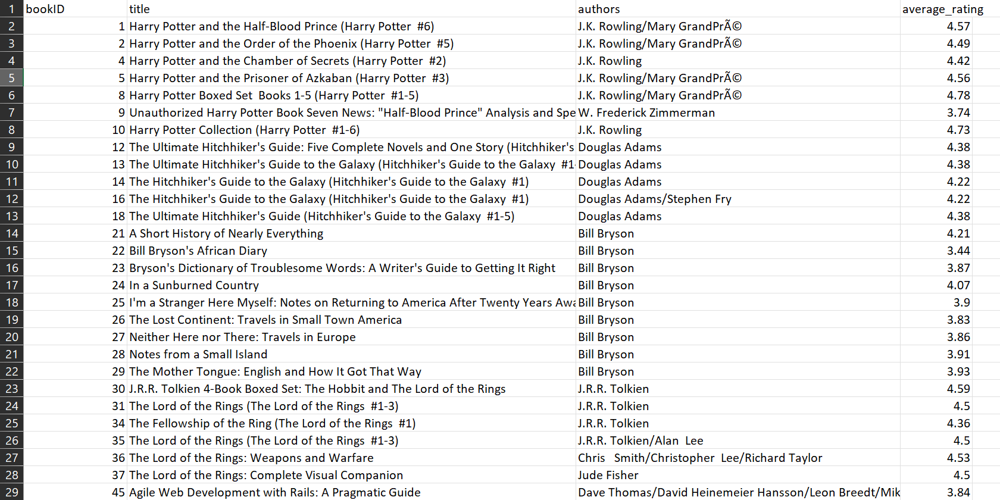 1 bookID title authors average_rating
2 1 Harry Potter and the Half-Blood Prince (Harry Potter  #6) J.K. Rowling/Mary GrandPrÃ© 4.57
3 2 Harry Potter and the Order of the Phoenix (Harry Potter  #5) J.K. Rowling/Mary GrandPrÃ© 4.49
4 4 Harry Potter and the Chamber of Secrets (Harry Potter  #2) J.K. Rowling 4.42
5 5 Harry Potter and the Prisoner of Azkaban (Harry Potter  #3) J.K. Rowling/Mary GrandPrÃ© 4.56
6 8 Harry Potter Boxed Set  Books 1-5 (Harry Potter  #1-5) J.K. Rowling/Mary GrandPrÃ© 4.78
7 9 Unauthorized Harry Potter Book Seven News: "Half-Blood Prince" Analysis and Spe W. Frederick Zimmerman 3.74
8 10 Harry Potter Collection (Harry Potter  #1-6) J.K. Rowling 4.73
9 12 The Ultimate Hitchhiker's Guide: Five Complete Novels and One Story (Hitchhiker's Douglas Adams 4.38
10 13 The Ultimate Hitchhiker's Guide to the Galaxy (Hitchhiker's Guide to the Galaxy  #1- Douglas Adams 4.38
11 14 The Hitchhiker's Guide to the Galaxy (Hitchhiker's Guide to the Galaxy  #1) Douglas Adams 4.22
12 16 The Hitchhiker's Guide to the Galaxy (Hitchhiker's Guide to the Galaxy  #1) Douglas Adams/Stephen Fry 4.22
13 18 The Ultimate Hitchhiker's Guide (Hitchhiker's Guide to the Galaxy  #1-5) Douglas Adams 4.38
14 21 A Short History of Nearly Everything Bill Bryson 4.21
15 22 Bill Bryson's African Diary Bill Bryson 3.44
16 23 Bryson's Dictionary of Troublesome Words: A Writer's Guide to Getting It Right Bill Bryson 3.87
17 24 In a Sunburned Country Bill Bryson 4.07
18 25 I'm a Stranger Here Myself: Notes on Returning to America After Twenty Years Awa Bill Bryson 3.9
19 26 The Lost Continent: Travels in Small Town America Bill Bryson 3.83
20 27 Neither Here nor There: Travels in Europe Bill Bryson 3.86
21 28 Notes from a Small Island Bill Bryson 3.91
22 29 The Mother Tongue: English and How It Got That Way Bill Bryson 3.93
23 30 J.R.R. Tolkien 4-Book Boxed Set: The Hobbit and The Lord of the Rings J.R.R. Tolkien 4.59
24 31 The Lord of the Rings (The Lord of the Rings  #1-3) J.R.R. Tolkien 4.5
25 34 The Fellowship of the Ring (The Lord of the Rings  #1) J.R.R. Tolkien 4.36
26 35 The Lord of the Rings (The Lord of the Rings  #1-3) J.R.R. Tolkien/Alan  Lee 4.5
27 36 The Lord of the Rings: Weapons and Warfare Chris   Smith/Christopher  Lee/Richard Taylor 4.53
28 37 The Lord of the Rings: Complete Visual Companion Jude Fisher 4.5
29 45 Agile Web Development with Rails: A Pragmatic Guide Dave Thomas/David Heinemeier Hansson/Leon Breedt/Mik 3.84